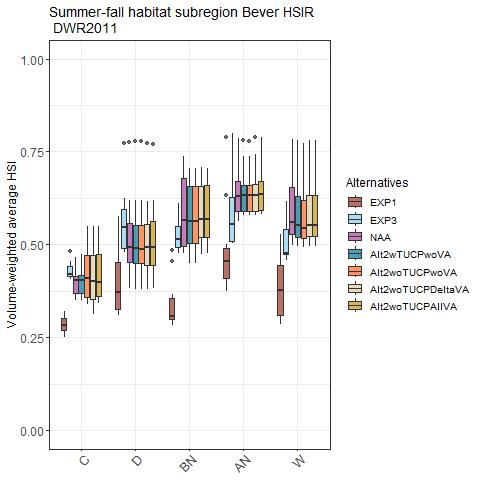 Summer-fall habitat subregion Bever HSIR
DWR2011
Volume-weighted average HSI
1.00
0.75
0.50
0.25
0.00
C
D
BN
AN
W
Alternatives
EXP1
EXP3
NAA
Alt2wTUCPwoVA
Alt2woTUCPwoVA
Alt2woTUCPDeltaVA
Alt2woTUCPAllVA